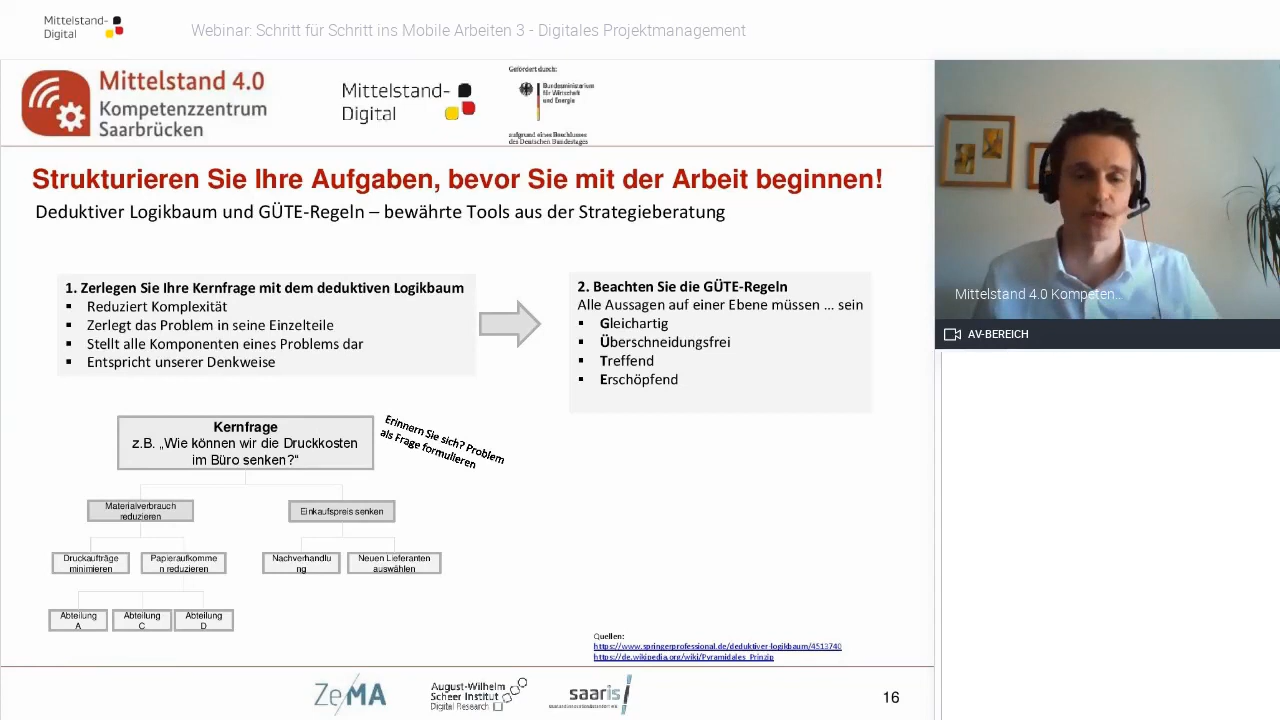 Mittelstand-
Digital
Webinar: Schritt für Schritt ins Mobile Arbeiten 3 - Digitales Projektmanagement
Mittelstand 4.0
Kompetenzzentrum
Saarbrücken
Mittelstand-
Digital
Gefördert durch:
Bundesministerium
für Wirtschaft
und Energie
aufgrund eines Beschlusses
des Deutschen Bundestages
Strukturieren Sie Ihre Aufgaben, bevor Sie mit der Arbeit beginnen!
Deduktiver Logikbaum und GÜTE-Regeln – bewährte Tools aus der Strategieberatung
1. Zerlegen Sie Ihre Kernfrage mit dem deduktiven Logikbaum
▪ Reduziert Komplexität
▪ Zerlegt das Problem in seine Einzelteile
▪ Stellt alle Komponenten eines Problems dar
▪ Entspricht unserer Denkweise
2. Beachten Sie die GÜTE-Regeln
Alle Aussagen auf einer Ebene müssen ... sein
▪ Gleichartig
▪ Überschneidungsfrei
▪ Treffend
▪ Erschöpfend
Kernfrage
z.B. „Wie können wir die Druckkosten
im Büro senken?“
Erinnern Sie sich? Problem
als Frage formulieren
Materialverbrauch
reduzieren
Einkaufspreis senken
Druckaufträge
minimieren
Papieraufkomme
n reduzieren
Nachverhandlu
ng
Neuen Lieferanten
auswählen
Abteilung
A
Abteilung
C
Abteilung
D
Quellen:
https://www.springerprofessional.de/deduktiver-logikbaum/4513740
https://de.wikipedia.org/wiki/Pyramidales_Prinzip
ZeMA
August-Wilhelm
Scheer Institut
Digital Research
saaris
16
Mittelstand 4.0 Kompeten..
AV-BEREICH